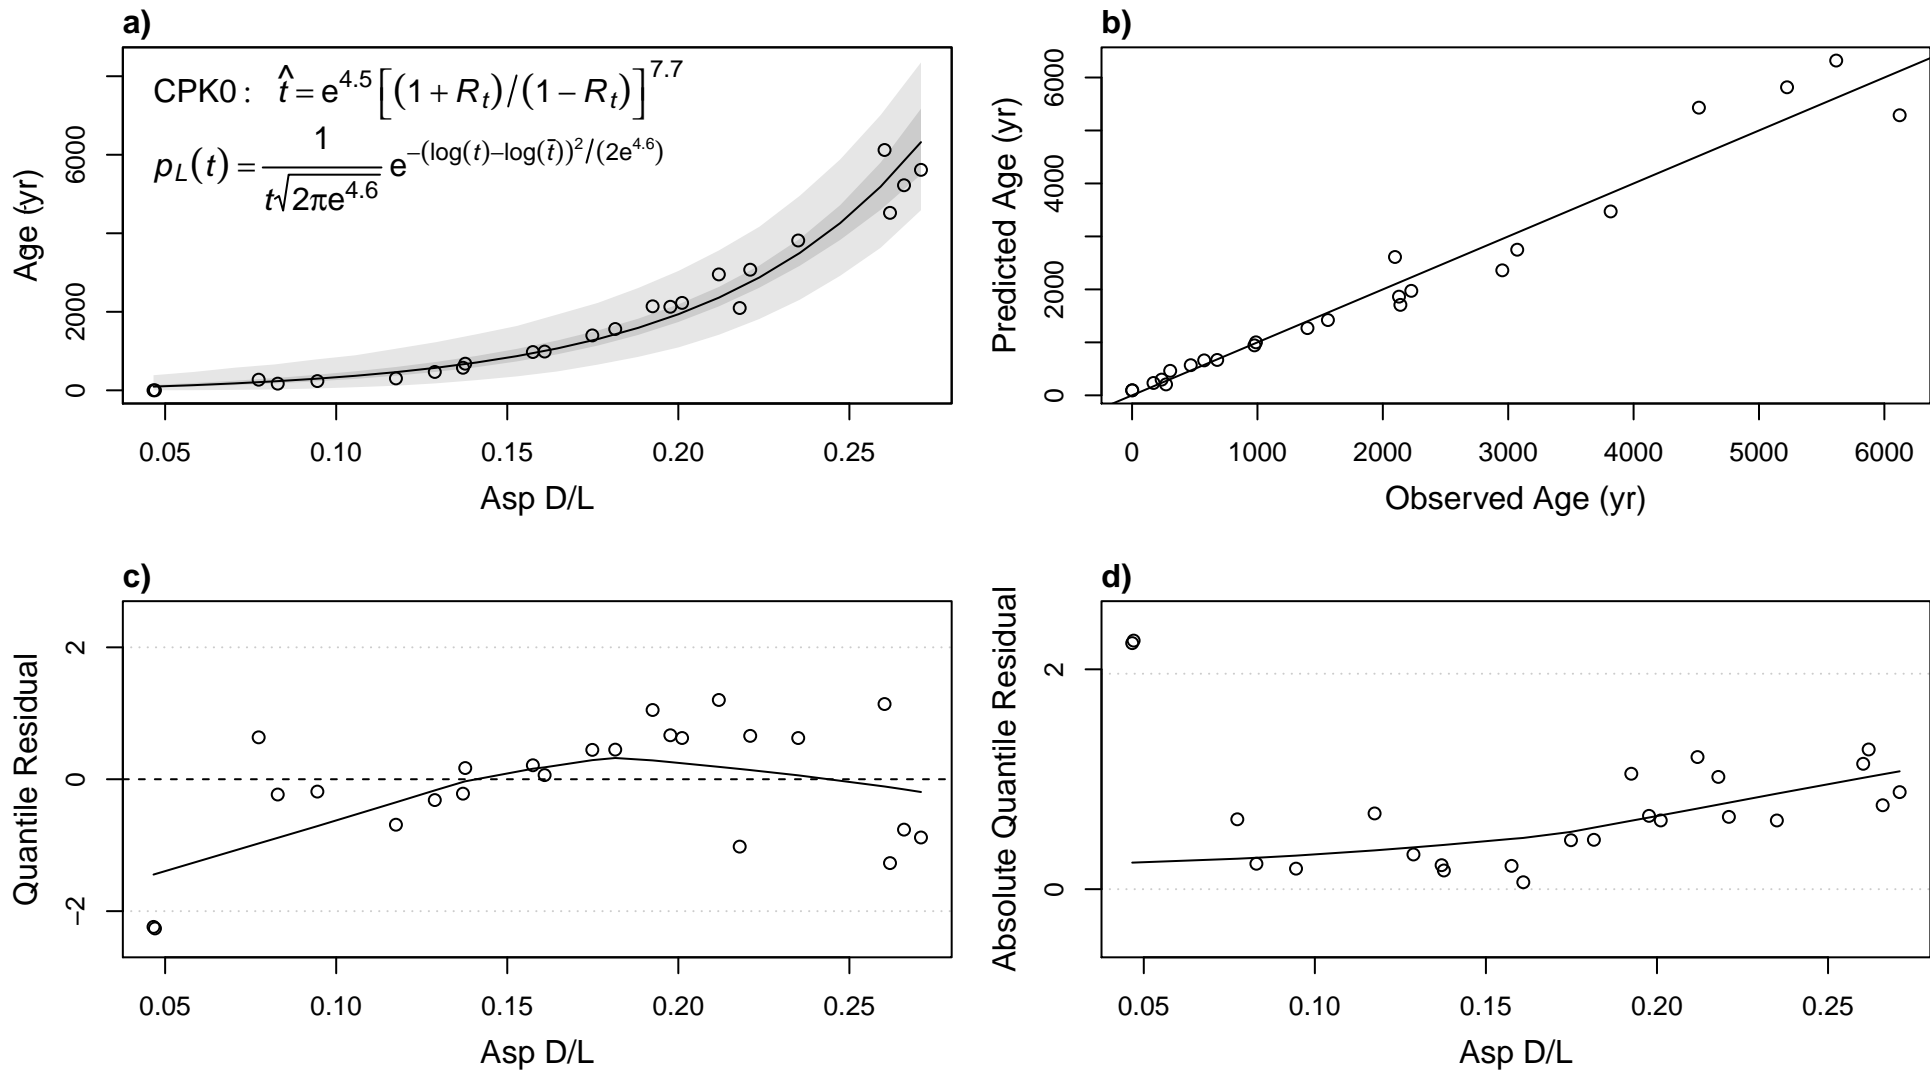 a)
CPK0 : t̂ = e^4.5 [(1 + R_t)/(1 − R_t)]^7.7
p_L(t) = 1 / (t√(2πe^4.6)) e^−(log(t)−log(t̄))²/(2e^4.6)
Age (yr)
0 2000 6000
0.05 0.10 0.15 0.20 0.25
Asp D/L
b)
Predicted Age (yr)
0 2000 4000 6000
0 1000 2000 3000 4000 5000 6000
Observed Age (yr)
c)
Quantile Residual
−2 0 2
0.05 0.10 0.15 0.20 0.25
Asp D/L
d)
Absolute Quantile Residual
0 2
0.05 0.10 0.15 0.20 0.25
Asp D/L